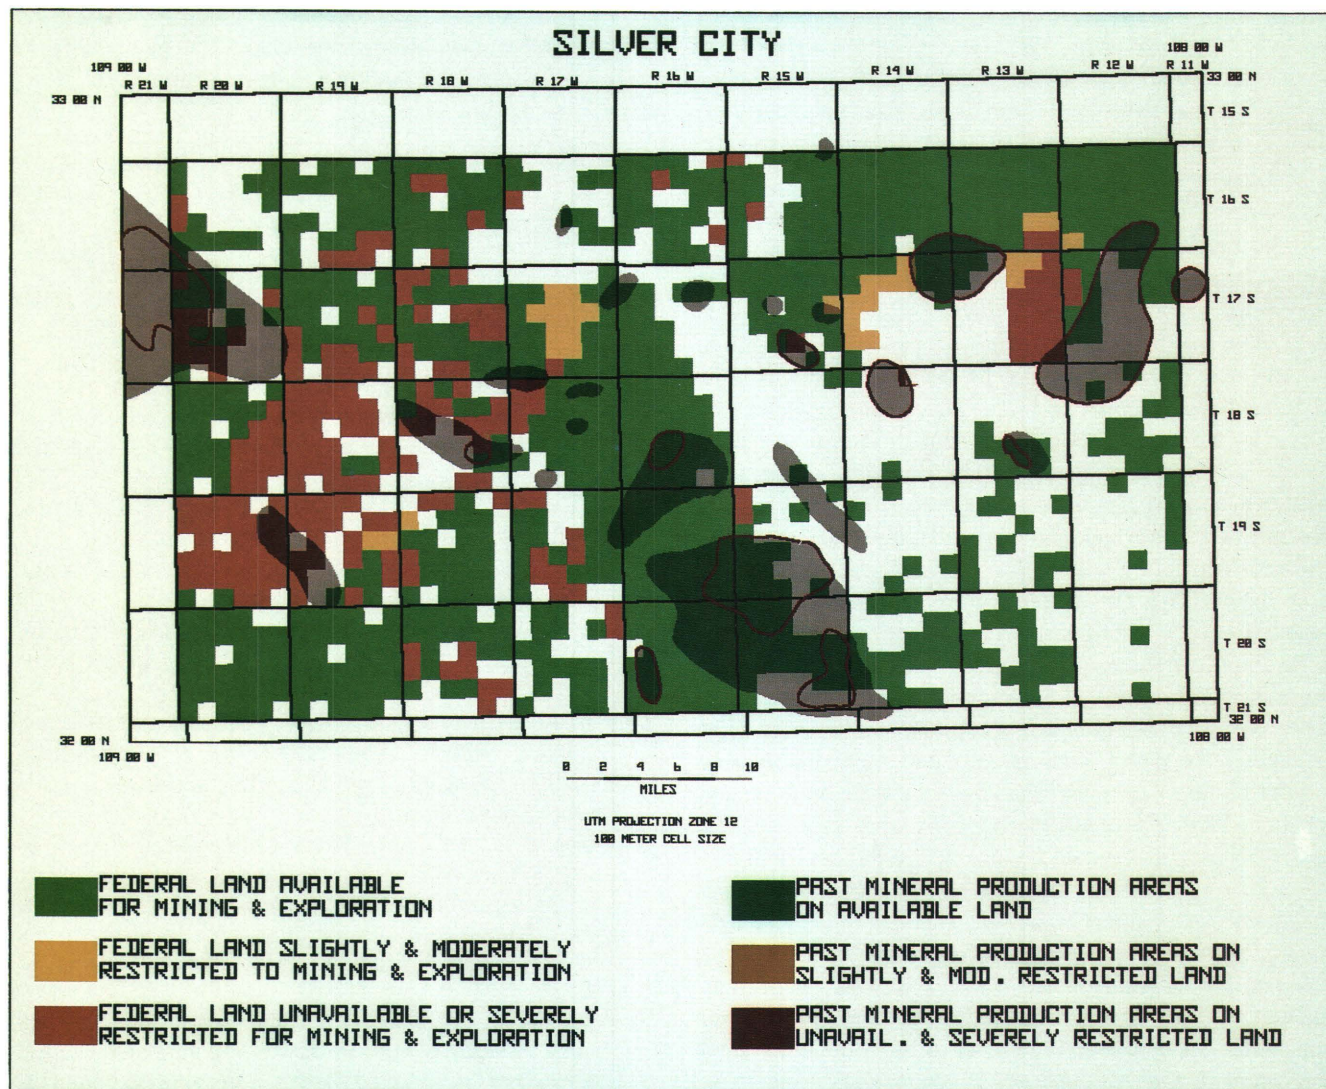 SILVER CITY
109 00 W
108 00 W
R 21 W R 20 W R 19 W R 18 W R 17 W R 16 W R 15 W R 14 W R 13 W R 12 W R 11 W
33 00 N
33 00 N
T 15 S
T 16 S
T 17 S
T 18 S
T 19 S
T 20 S
T 21 S
32 00 N
32 00 N
109 00 W
108 00 W
0 2 4 6 8 10
MILES
UTM PROJECTION ZONE 12
100 METER CELL SIZE
FEDERAL LAND AVAILABLE
FOR MINING & EXPLORATION
FEDERAL LAND SLIGHTLY & MODERATELY
RESTRICTED TO MINING & EXPLORATION
FEDERAL LAND UNAVAILABLE OR SEVERELY
RESTRICTED FOR MINING & EXPLORATION
PAST MINERAL PRODUCTION AREAS
ON AVAILABLE LAND
PAST MINERAL PRODUCTION AREAS ON
SLIGHTLY & MOD. RESTRICTED LAND
PAST MINERAL PRODUCTION AREAS ON
UNAVAIL. & SEVERELY RESTRICTED LAND